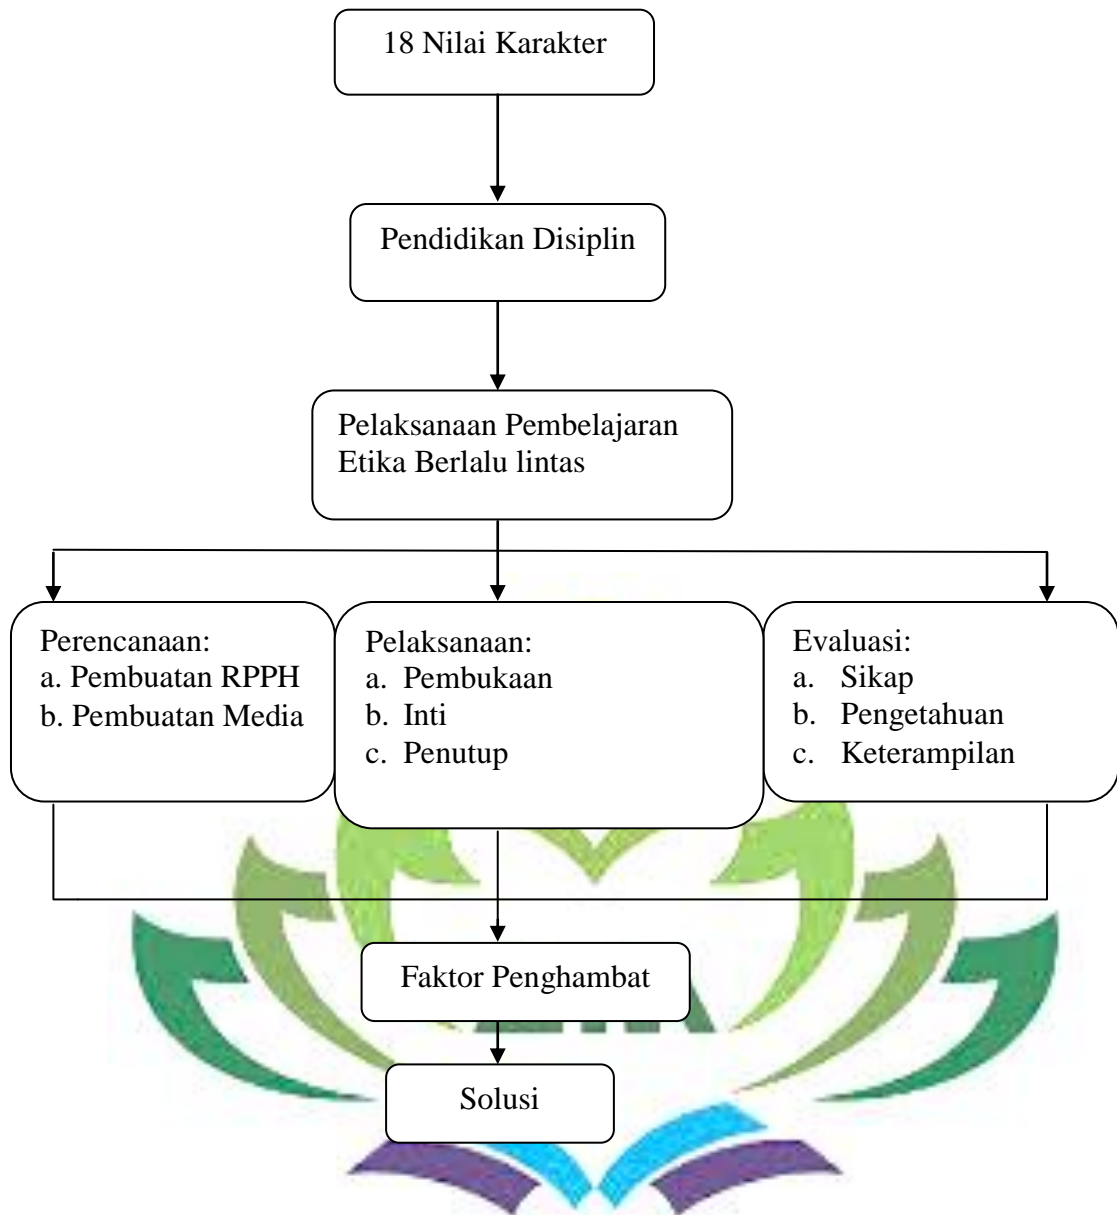 18 Nilai Karakter
Pendidikan Disiplin
Pelaksanaan Pembelajaran
Etika Berlalu lintas
Perencanaan:
a. Pembuatan RPPH
b. Pembuatan Media
Pelaksanaan:
a. Pembukaan
b. Inti
c. Penutup
Evaluasi:
a. Sikap
b. Pengetahuan
c. Keterampilan
Faktor Penghambat
Solusi